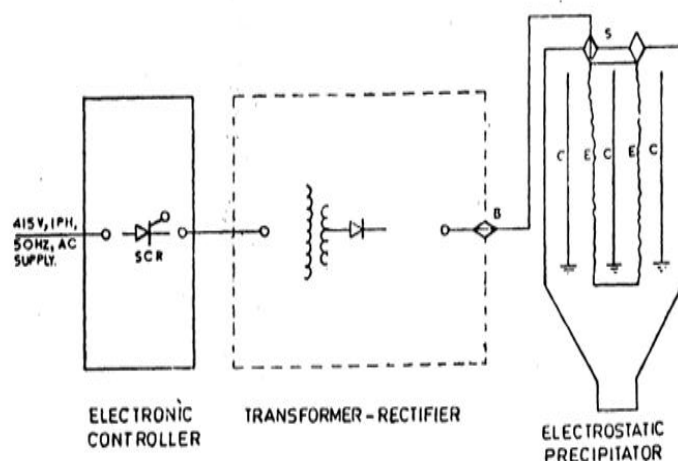 415V, 1PH,
50HZ, AC
SUPPLY.
SCR
B
S
C
E
C
E
C
ELECTRONIC
CONTROLLER
TRANSFORMER-RECTIFIER
ELECTROSTATIC
PRECIPITATOR